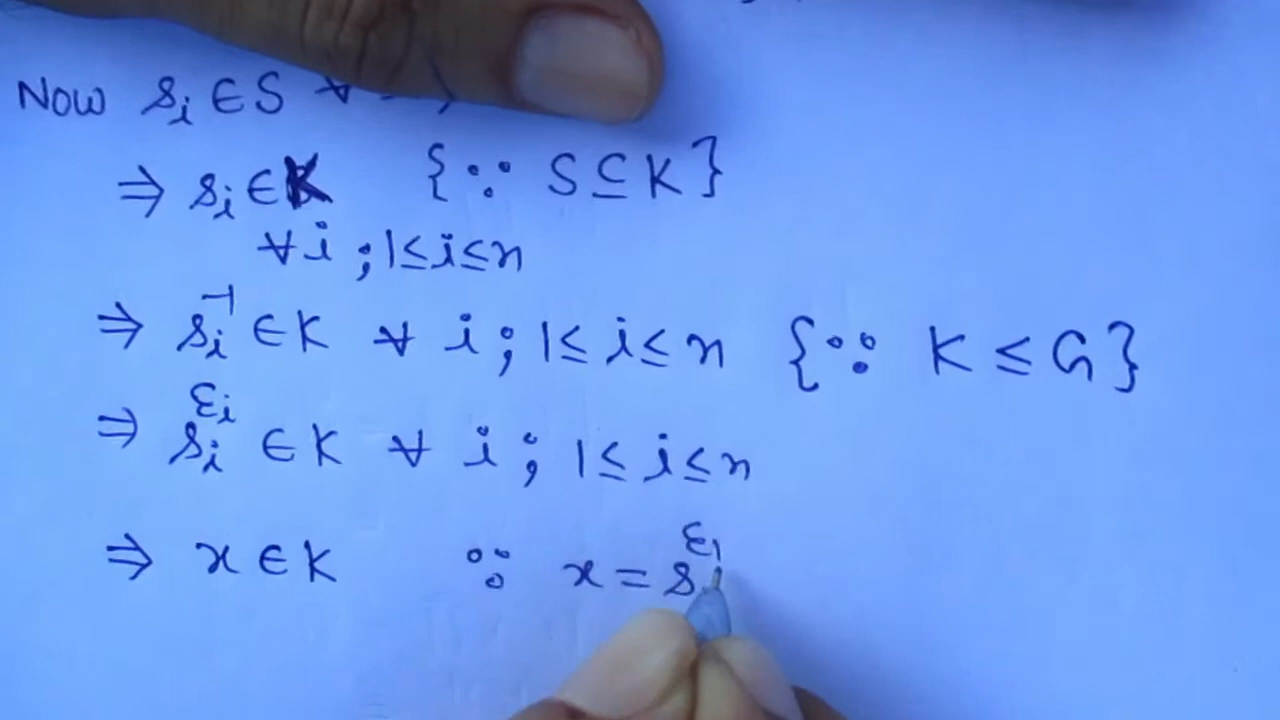 Now sᵢ ∈ S ∀
⇒ sᵢ ∈ K {∵ S ⊆ K}
∀ i ; 1 ≤ i ≤ n
⇒ sᵢ⁻¹ ∈ K ∀ i ; 1 ≤ i ≤ n {∵ K ≤ G}
⇒ sᵢ^εᵢ ∈ K ∀ i ; 1 ≤ i ≤ n
⇒ x ∈ K ∵ x = s₁^ε₁